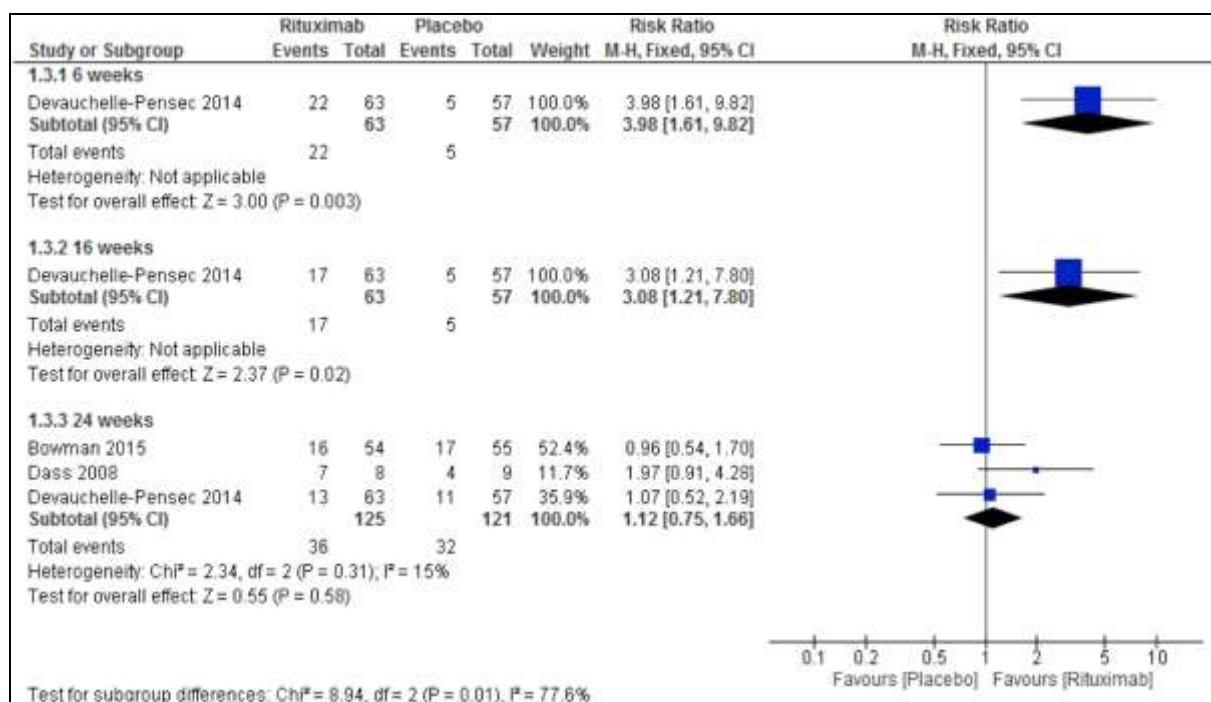 Rituximab Placebo Risk Ratio Risk Ratio
Study or Subgroup Events Total Events Total Weight M-H, Fixed, 95% CI M-H, Fixed, 95% CI
1.3.1 6 weeks
Devauchelle-Pensec 2014 22 63 5 57 100.0% 3.98 [1.61, 9.82]
Subtotal (95% CI) 63 57 100.0% 3.98 [1.61, 9.82]
Total events 22 5
Heterogeneity: Not applicable
Test for overall effect: Z = 3.00 (P = 0.003)
1.3.2 16 weeks
Devauchelle-Pensec 2014 17 63 5 57 100.0% 3.08 [1.21, 7.80]
Subtotal (95% CI) 63 57 100.0% 3.08 [1.21, 7.80]
Total events 17 5
Heterogeneity: Not applicable
Test for overall effect: Z = 2.37 (P = 0.02)
1.3.3 24 weeks
Bowman 2015 16 54 17 55 52.4% 0.96 [0.54, 1.70]
Dass 2008 7 8 4 9 11.7% 1.97 [0.91, 4.28]
Devauchelle-Pensec 2014 13 63 11 57 35.9% 1.07 [0.52, 2.19]
Subtotal (95% CI) 125 121 100.0% 1.12 [0.75, 1.66]
Total events 36 32
Heterogeneity: Chi² = 2.34, df = 2 (P = 0.31); I² = 15%
Test for overall effect: Z = 0.55 (P = 0.58)
0.1 0.2 0.5 1 2 5 10
Favours [Placebo] Favours [Rituximab]
Test for subgroup differences: Chi² = 8.94, df = 2 (P = 0.01), I² = 77.6%